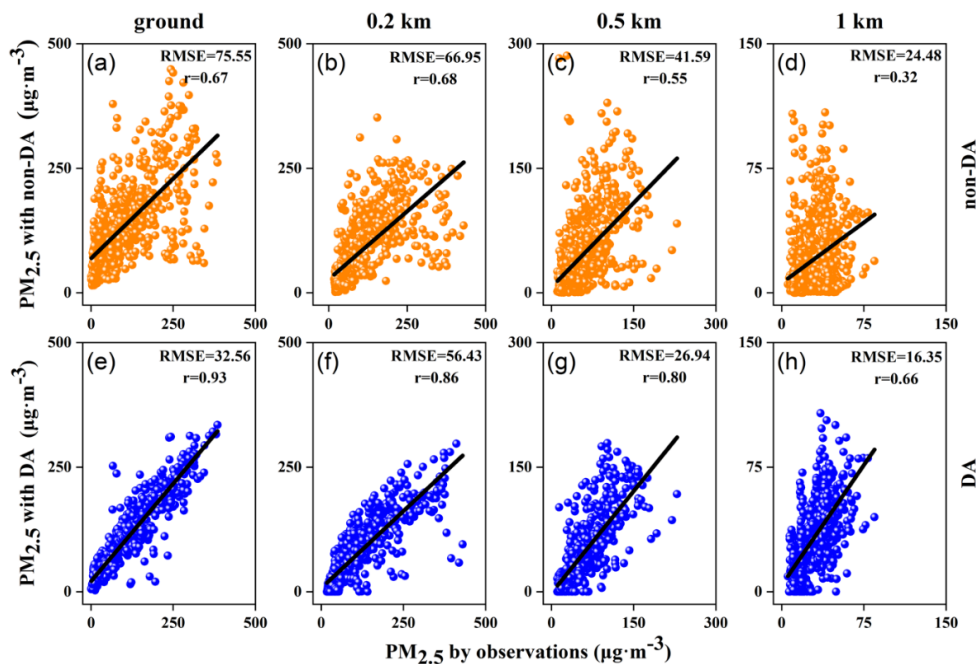 ground 0.2 km 0.5 km 1 km
PM2.5 with non-DA (μg·m⁻³)
500
250
0
(a)
RMSE=75.55
r=0.67
0 250 500
(b)
RMSE=66.95
r=0.68
500
250
0
0 250 500
(c)
RMSE=41.59
r=0.55
300
150
0
0 150 300
(d)
RMSE=24.48
r=0.32
150
75
0
0 75 150
non-DA
PM2.5 with DA (μg·m⁻³)
500
250
0
(e)
RMSE=32.56
r=0.93
0 250 500
(f)
RMSE=56.43
r=0.86
500
250
0
0 250 500
(g)
RMSE=26.94
r=0.80
300
150
0
0 150 300
(h)
RMSE=16.35
r=0.66
150
75
0
0 75 150
DA
PM2.5 by observations (μg·m⁻³)